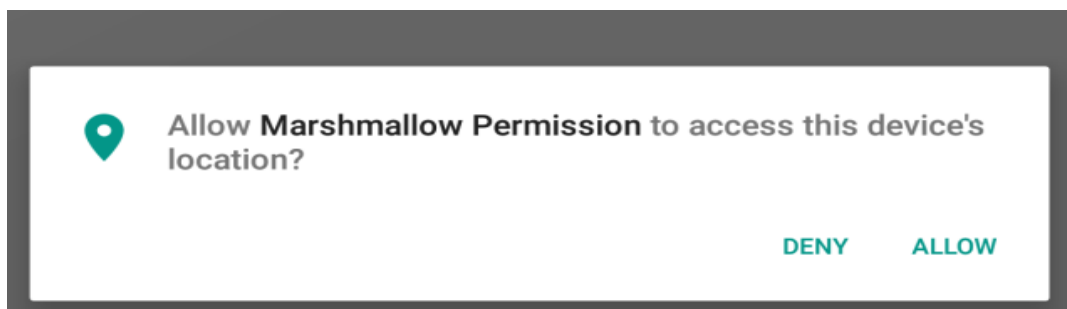 Allow Marshmallow Permission to access this device's
location?
DENY ALLOW